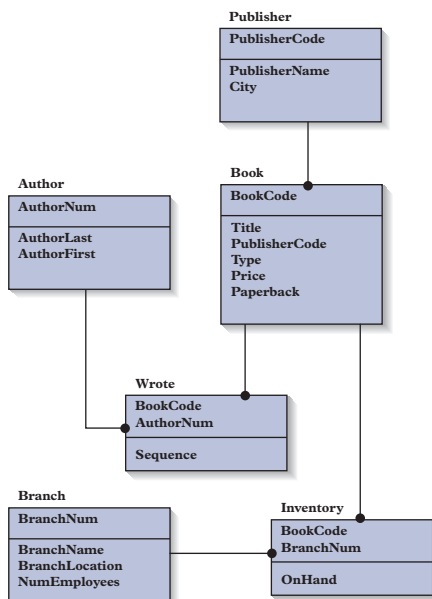 Publisher
PublisherCode
PublisherName
City
Book
BookCode
Title
PublisherCode
Type
Price
Paperback
Author
AuthorNum
AuthorLast
AuthorFirst
Wrote
BookCode
AuthorNum
Sequence
Branch
BranchNum
BranchName
BranchLocation
NumEmployees
Inventory
BookCode
BranchNum
OnHand